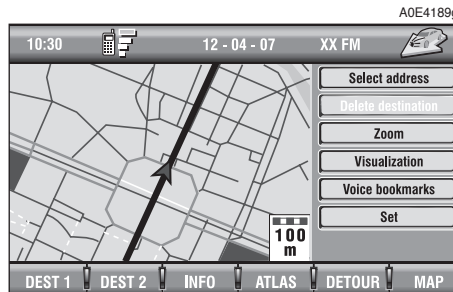 A0E4189g
10:30 12 - 04 - 07 XX FM
Select address
Delete destination
Zoom
Visualization
Voice bookmarks
Set
100
m
DEST 1 DEST 2 INFO ATLAS DETOUR MAP